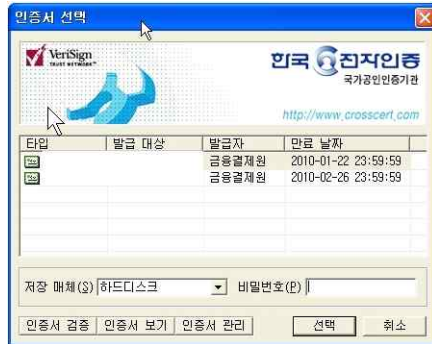 인증서 선택
VeriSign
TRUST NETWORK™
한국전자인증
국가공인인증기관
http://www.crosscert.com
타입 발급 대상 발급자 만료 날짜
금융결제원 2010-01-22 23:59:59
금융결제원 2010-02-26 23:59:59
저장 매체(S) 하드디스크 비밀번호(P)
인증서 검증 인증서 보기 인증서 관리 선택 취소